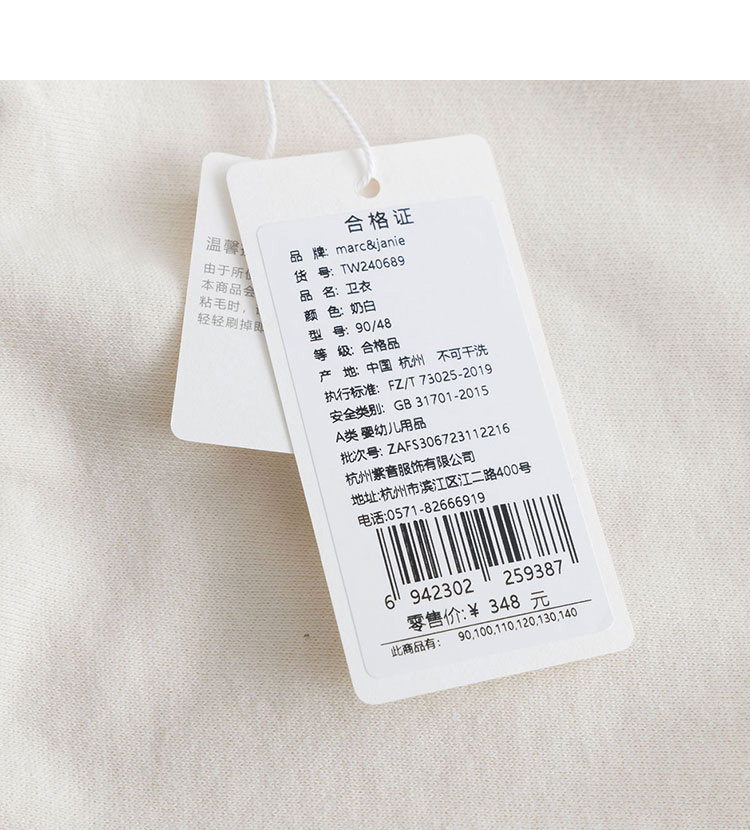 合格证
品 牌: marc&janie
货 号: TW240689
品 名: 卫衣
颜 色: 奶白
型 号: 90/48
等 级: 合格品
产 地: 中国 杭州 不可干洗
执行标准: FZ/T 73025-2019
安全类别: GB 31701-2015
A类 婴幼儿用品
批次号: ZAFS306723112216
杭州紫音服饰有限公司
地址:杭州市滨江区江二路400号
电话:0571-82666919
6 942302 259387
零售价:¥ 348 元
此商品有: 90,100,110,120,130,140
温馨
由于所
本商品会
粘毛时,
轻轻刷掉即